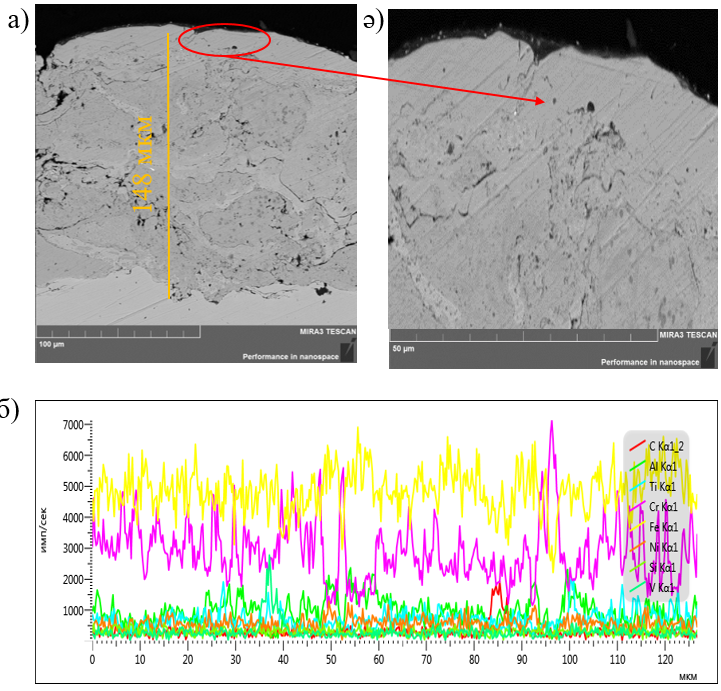 а)
ә)
148 мкм
MIRA3 TESCAN
100 µm
Performance in nanospace
MIRA3 TESCAN
50 µm
Performance in nanospace
б)
7000
6000
5000
4000
3000
2000
1000
имп/сек
C Kα1_2
Al Kα1
Ti Kα1
Cr Kα1
Fe Kα1
Ni Kα1
Si Kα1
V Kα1
0 10 20 30 40 50 60 70 80 90 100 110 120
мкм